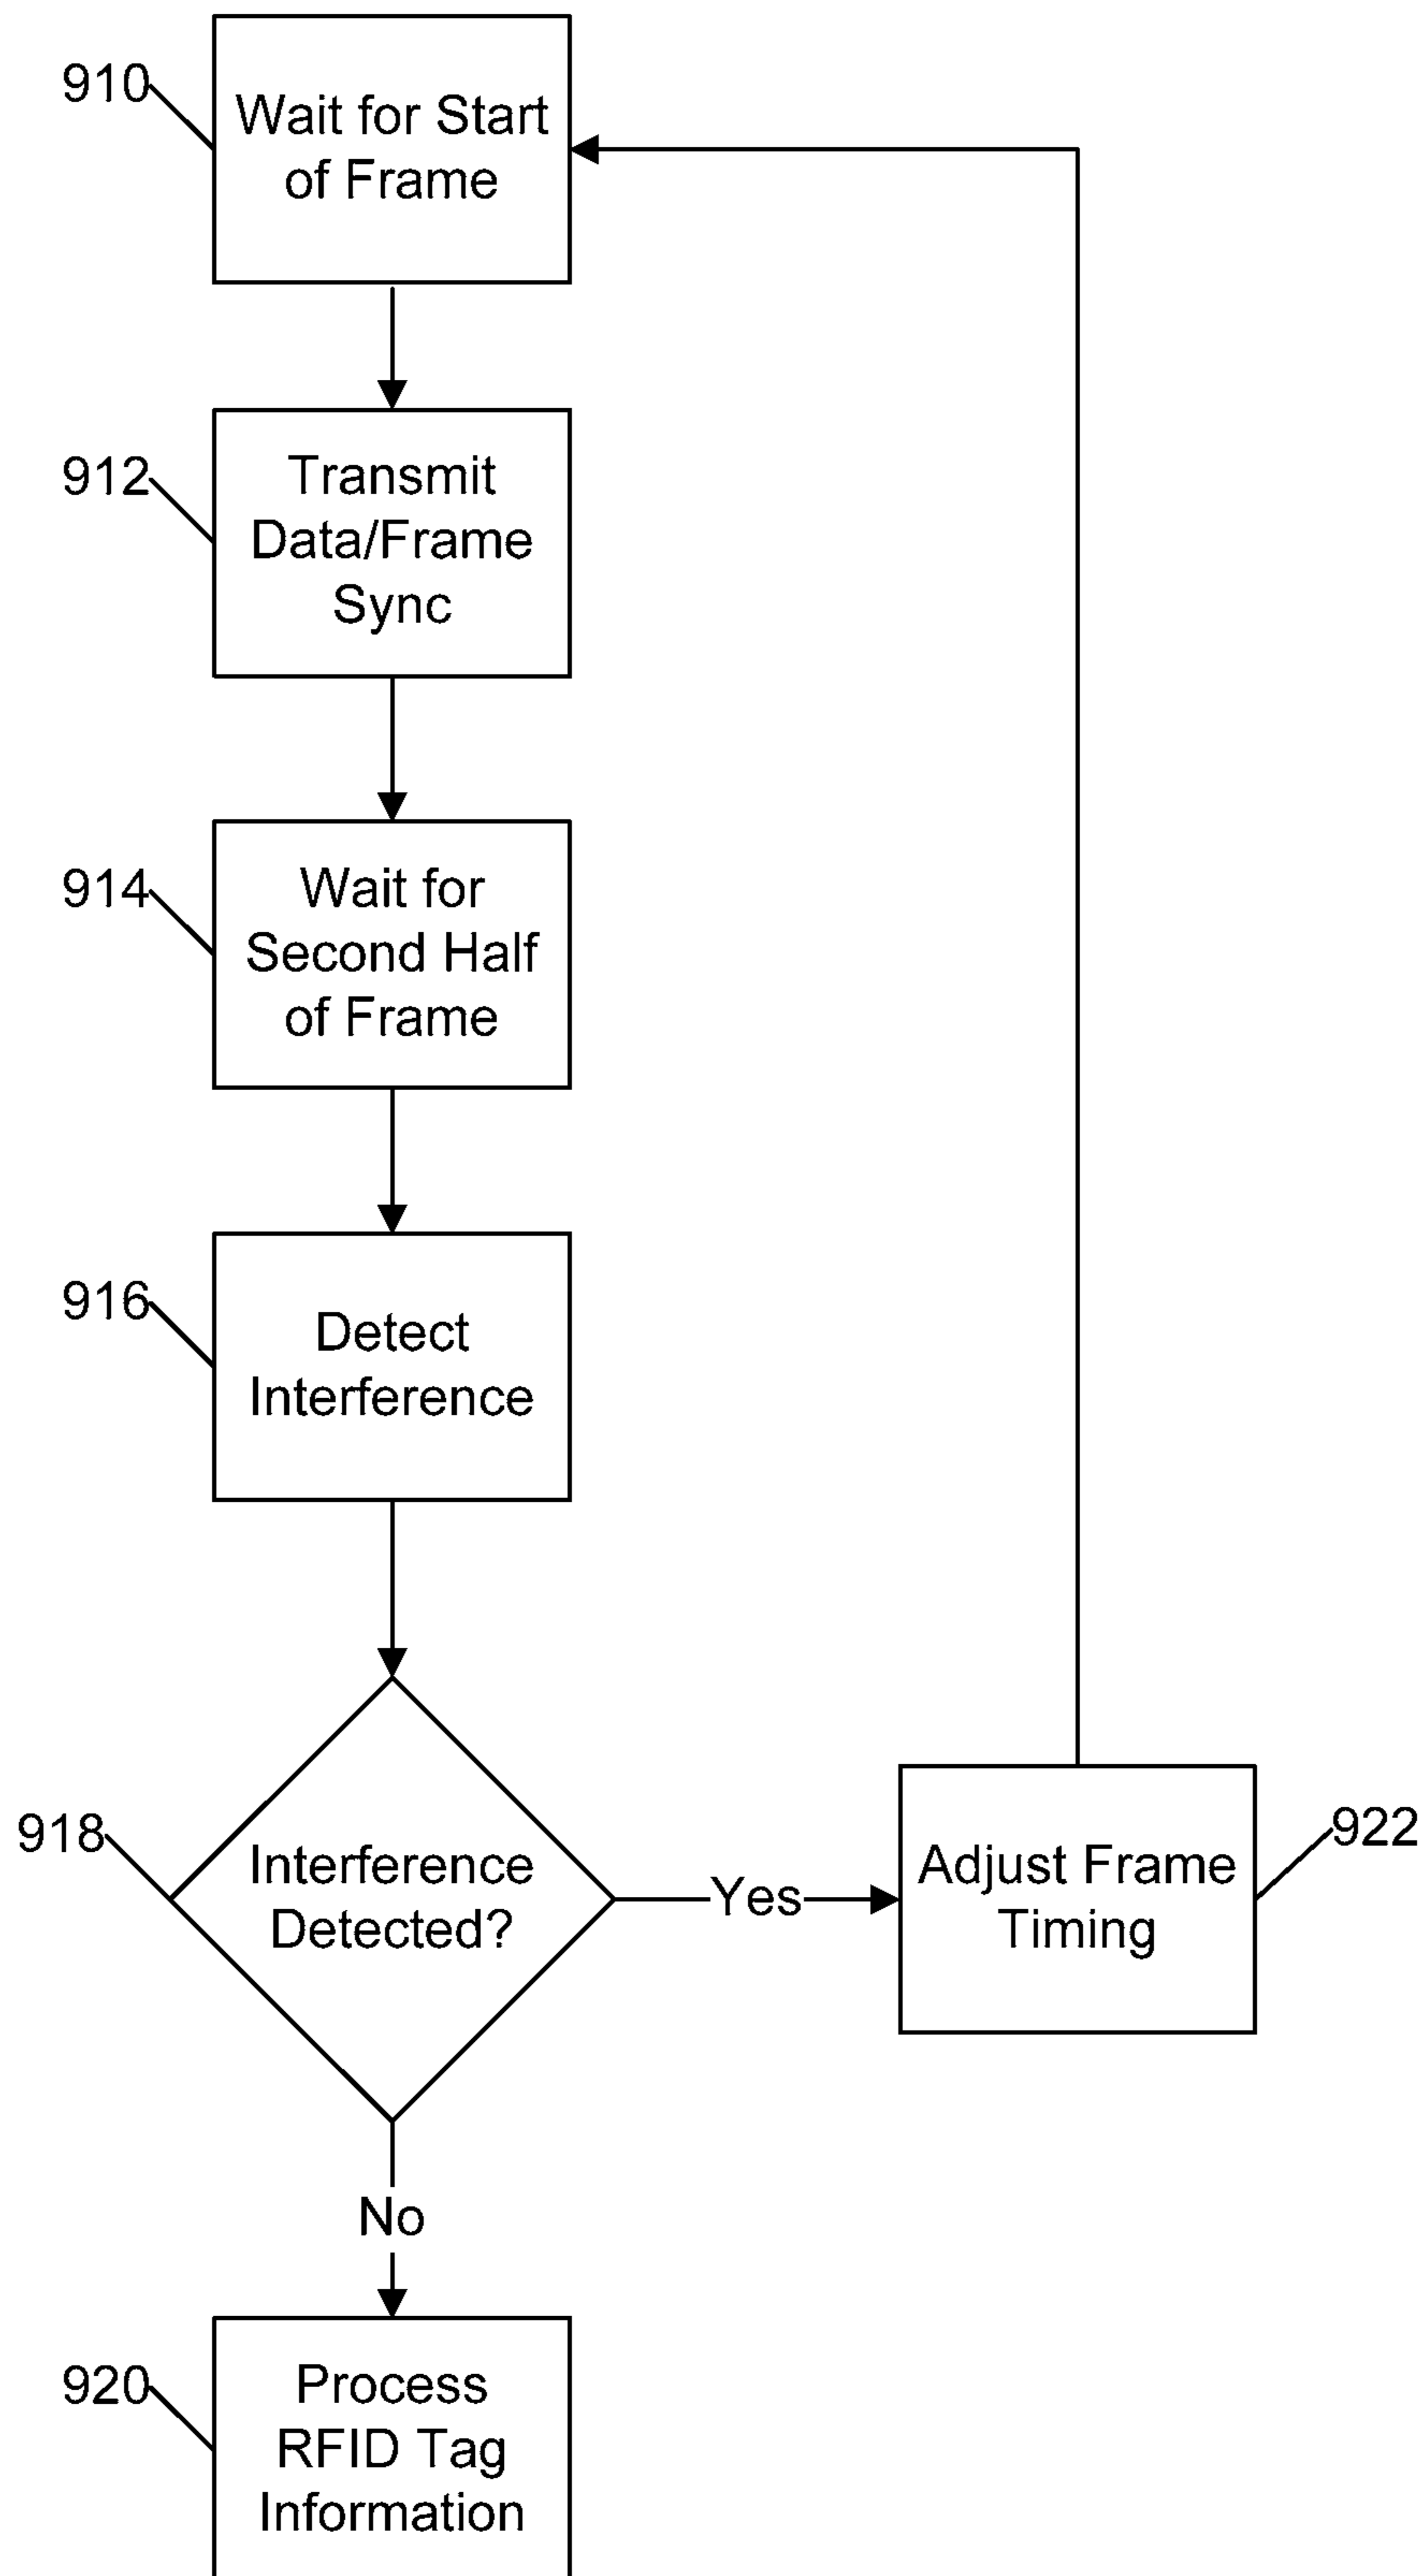 910
Wait for Start
of Frame
912
Transmit
Data/Frame
Sync
914
Wait for
Second Half
of Frame
916
Detect
Interference
918
Interference
Detected?
Yes
Adjust Frame
Timing
922
No
920
Process
RFID Tag
Information